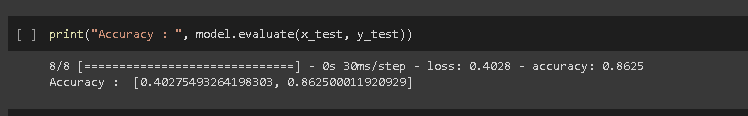 [ ] print("Accuracy : ", model.evaluate(x_test, y_test))
8/8 [==============================] - 0s 30ms/step - loss: 0.4028 - accuracy: 0.8625
Accuracy :  [0.40275493264198303, 0.862500011920929]